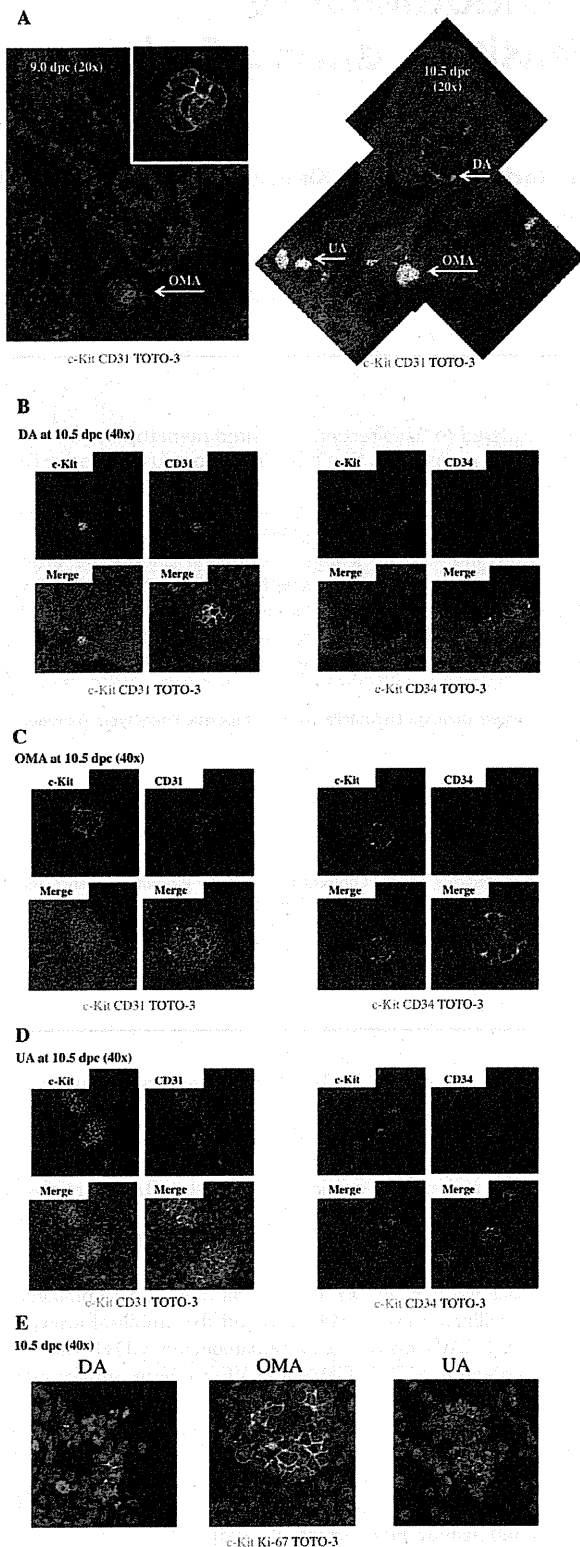 A
9.0 dpc (20x)
OMA
c-Kit CD31 TOTO-3
10.5 dpc
(20x)
DA
UA
OMA
c-Kit CD31 TOTO-3
B
DA at 10.5 dpc (40x)
c-Kit
CD31
Merge
Merge
c-Kit CD31 TOTO-3
c-Kit
CD34
Merge
Merge
c-Kit CD34 TOTO-3
C
OMA at 10.5 dpc (40x)
c-Kit
CD31
Merge
Merge
c-Kit CD31 TOTO-3
c-Kit
CD34
Merge
Merge
c-Kit CD34 TOTO-3
D
UA at 10.5 dpc (40x)
c-Kit
CD31
Merge
Merge
c-Kit CD31 TOTO-3
c-Kit
CD34
Merge
Merge
c-Kit CD34 TOTO-3
E
10.5 dpc (40x)
DA
OMA
UA
c-Kit Ki-67 TOTO-3